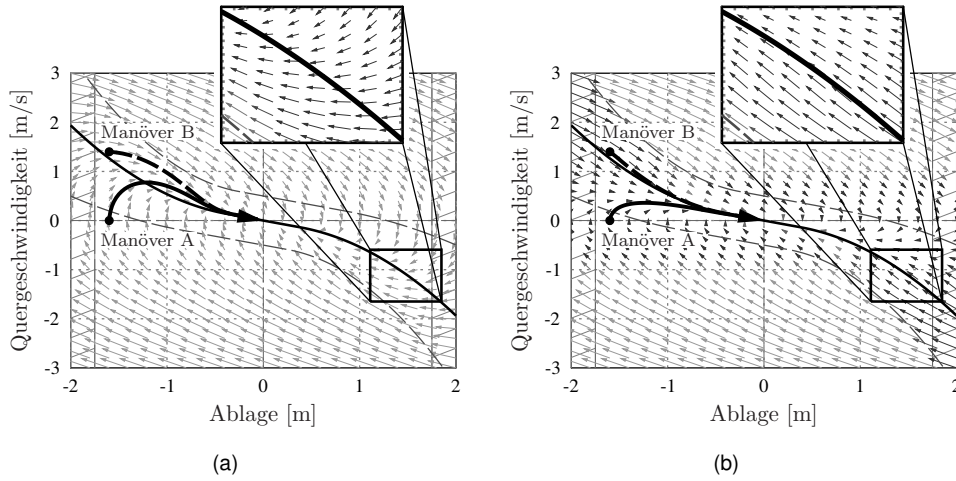 3
2
1
0
-1
-2
-3
Quergeschwindigkeit [m/s]
Manöver B
Manöver A
-2
-1
0
1
2
Ablage [m]
(a)
3
2
1
0
-1
-2
-3
Quergeschwindigkeit [m/s]
Manöver B
Manöver A
-2
-1
0
1
2
Ablage [m]
(b)